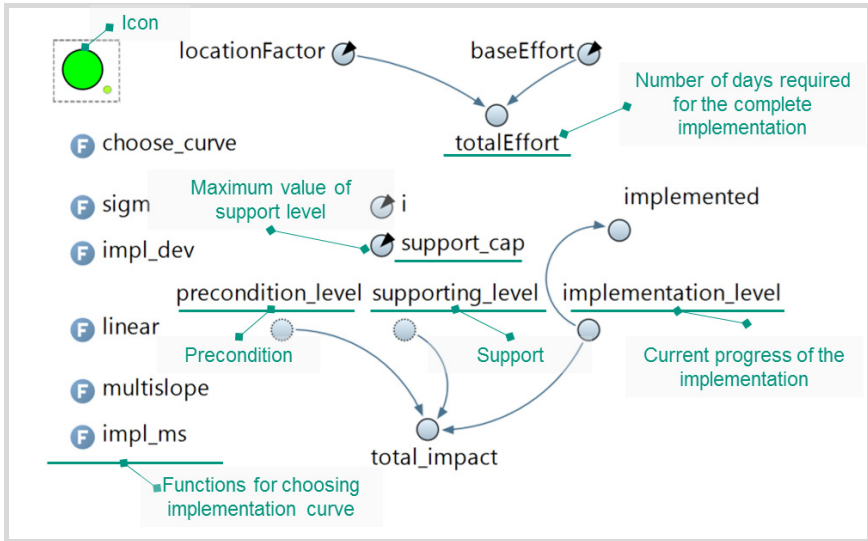 Icon
locationFactor
baseEffort
Number of days required
for the complete
implementation
totalEffort
F choose_curve
Maximum value of
support level
F sigm
i
implemented
F impl_dev
support_cap
precondition_level
supporting_level
implementation_level
F linear
Precondition
Support
Current progress of the
implementation
F multislope
F impl_ms
total_impact
Functions for choosing
implementation curve